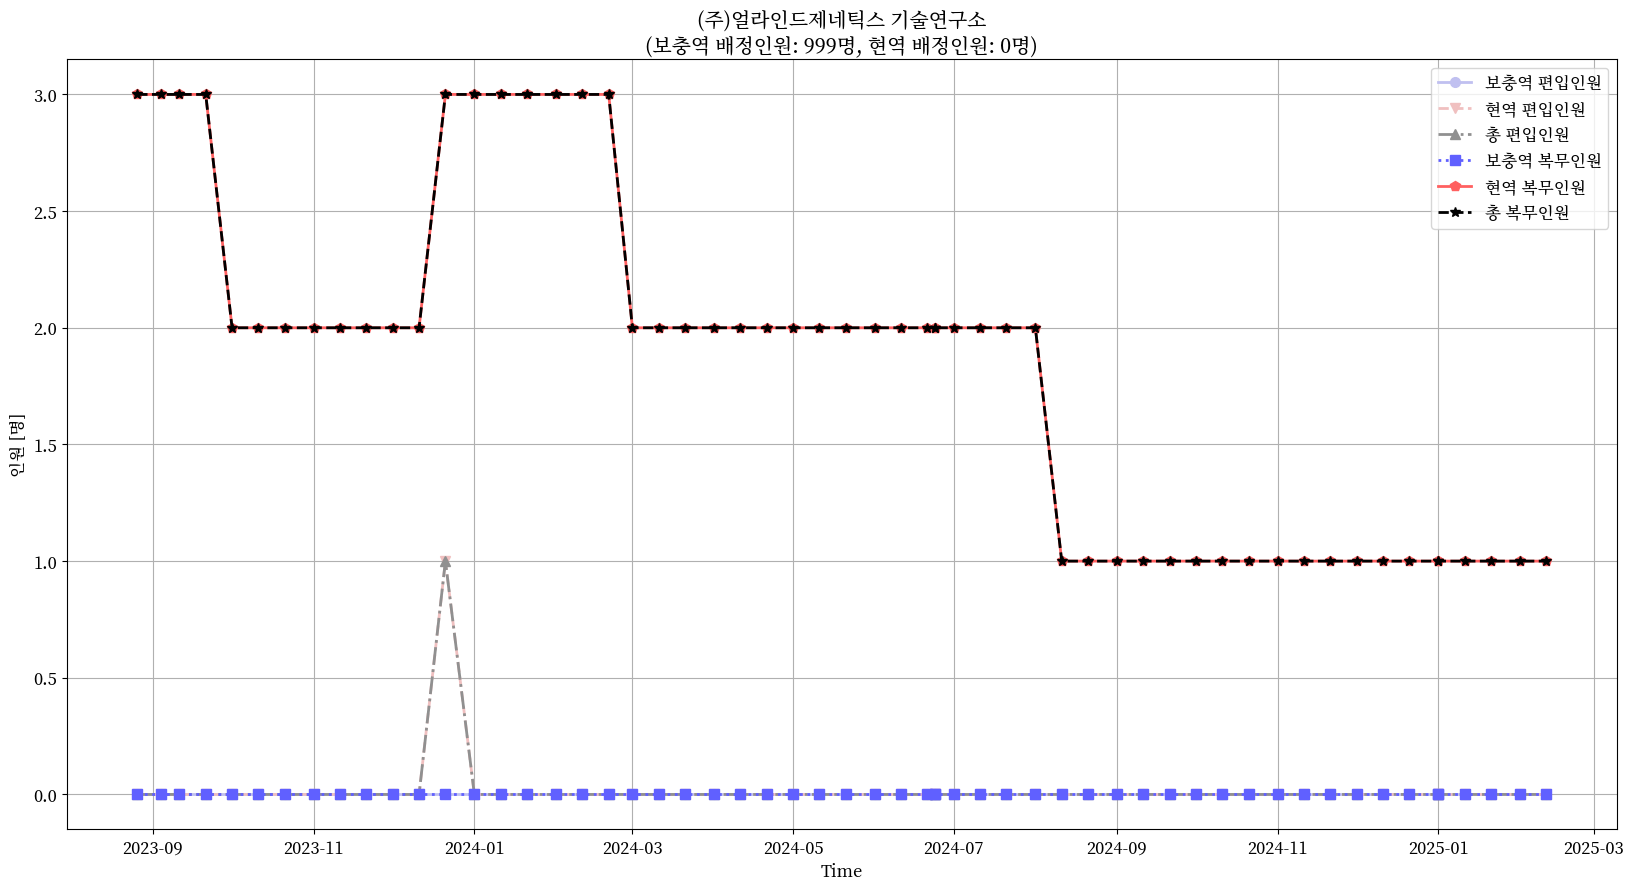 (주)얼라인드제네틱스 기술연구소
(보충역 배정인원: 999명, 현역 배정인원: 0명)
보충역 편입인원
현역 편입인원
총 편입인원
보충역 복무인원
현역 복무인원
총 복무인원
인원 [명]
3.0
2.5
2.0
1.5
1.0
0.5
0.0
2023-09
2023-11
2024-01
2024-03
2024-05
2024-07
2024-09
2024-11
2025-01
2025-03
Time